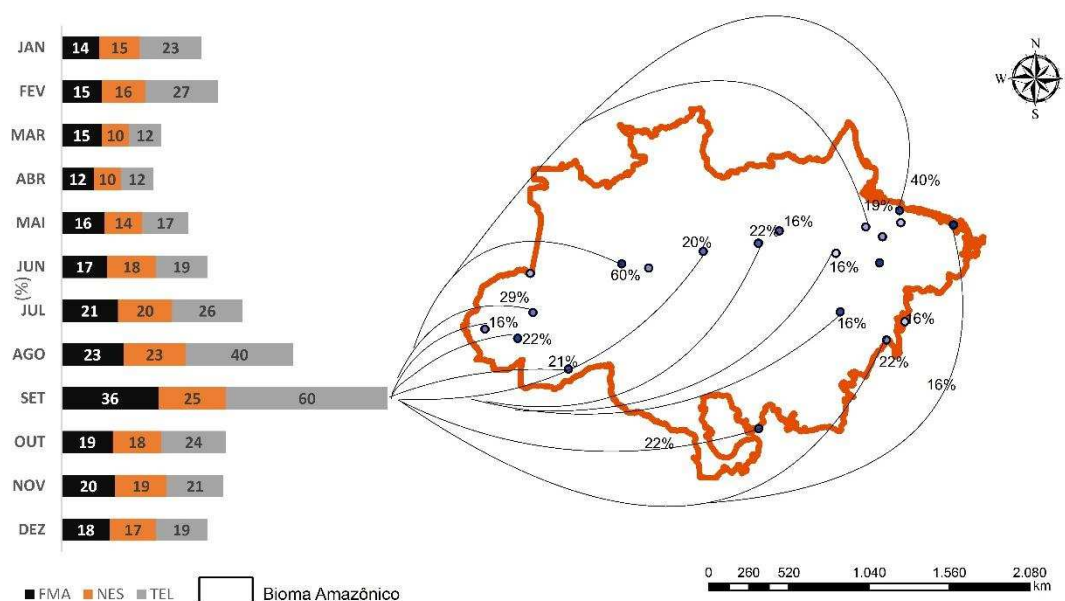 JAN 14 15 23
FEV 15 16 27
MAR 15 10 12
ABR 12 10 12
MAI 16 14 17
JUN 17 18 19
JUL 21 20 26
AGO 23 23 40
SET 36 25 60
OUT 19 18 24
NOV 20 19 21
DEZ 18 17 19
(%)
FMA NES TEL
Bioma Amazônico
N
W E
S
40%
19%
16%
22%
20%
16%
60%
29%
16%
16%
16%
22%
22%
21%
16%
22%
0 260 520 1.040 1.560 2.080
km